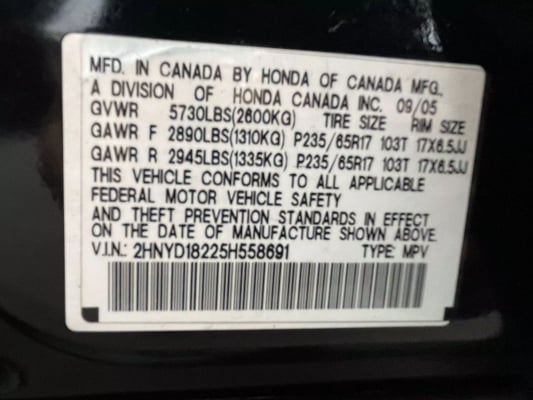 MFD. IN CANADA BY HONDA OF CANADA MFG.,
A DIVISION OF HONDA CANADA INC. 09/05
GVWR 5730LBS(2600KG) TIRE SIZE RIM SIZE
GAWR F 2890LBS(1310KG) P235/65R17 103T 17X6.5JJ
GAWR R 2945LBS(1335KG) P235/65R17 103T 17X6.5JJ
THIS VEHICLE CONFORMS TO ALL APPLICABLE
FEDERAL MOTOR VEHICLE SAFETY
AND THEFT PREVENTION STANDARDS IN EFFECT
ON THE DATE OF MANUFACTURE SHOWN ABOVE.
V.I.N.: 2HNYD18225H558691 TYPE: MPV